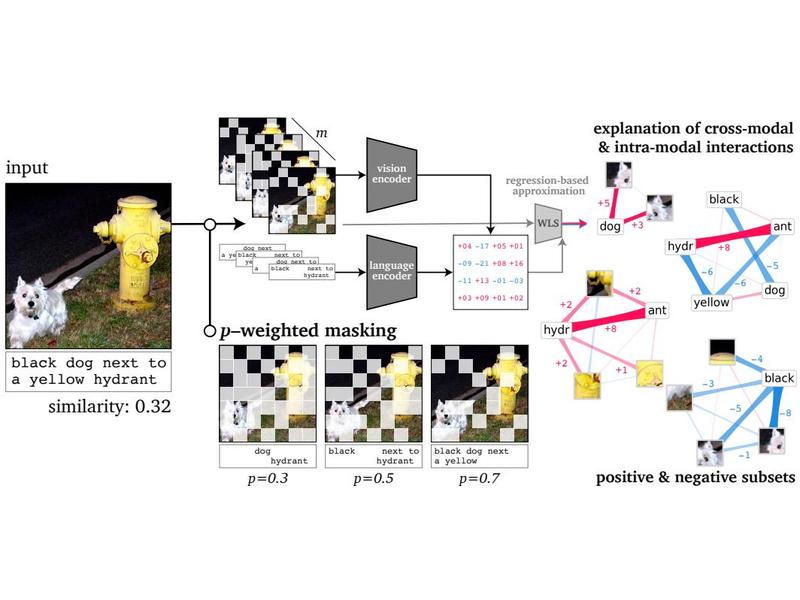 input
black dog next to
a yellow hydrant
similarity: 0.32
m
vision
encoder
dog next
a ye black next to
dog next to
a black next to
hydrant
language
encoder
regression-based
approximation
WLS
+04 −17 +05 +01
−09 −21 +08 +16
−11 +13 −01 −03
+03 +09 +01 +02
p–weighted masking
dog
hydrant
p=0.3
black next to
hydrant
p=0.5
black dog next
a yellow
p=0.7
explanation of cross-modal
& intra-modal interactions
+5
+3
dog
black
ant
hydr
+8
−6
−5
−6
yellow
dog
+2
+2
ant
hydr
+8
+2
+1
−4
black
−3
−5
−8
−1
positive & negative subsets